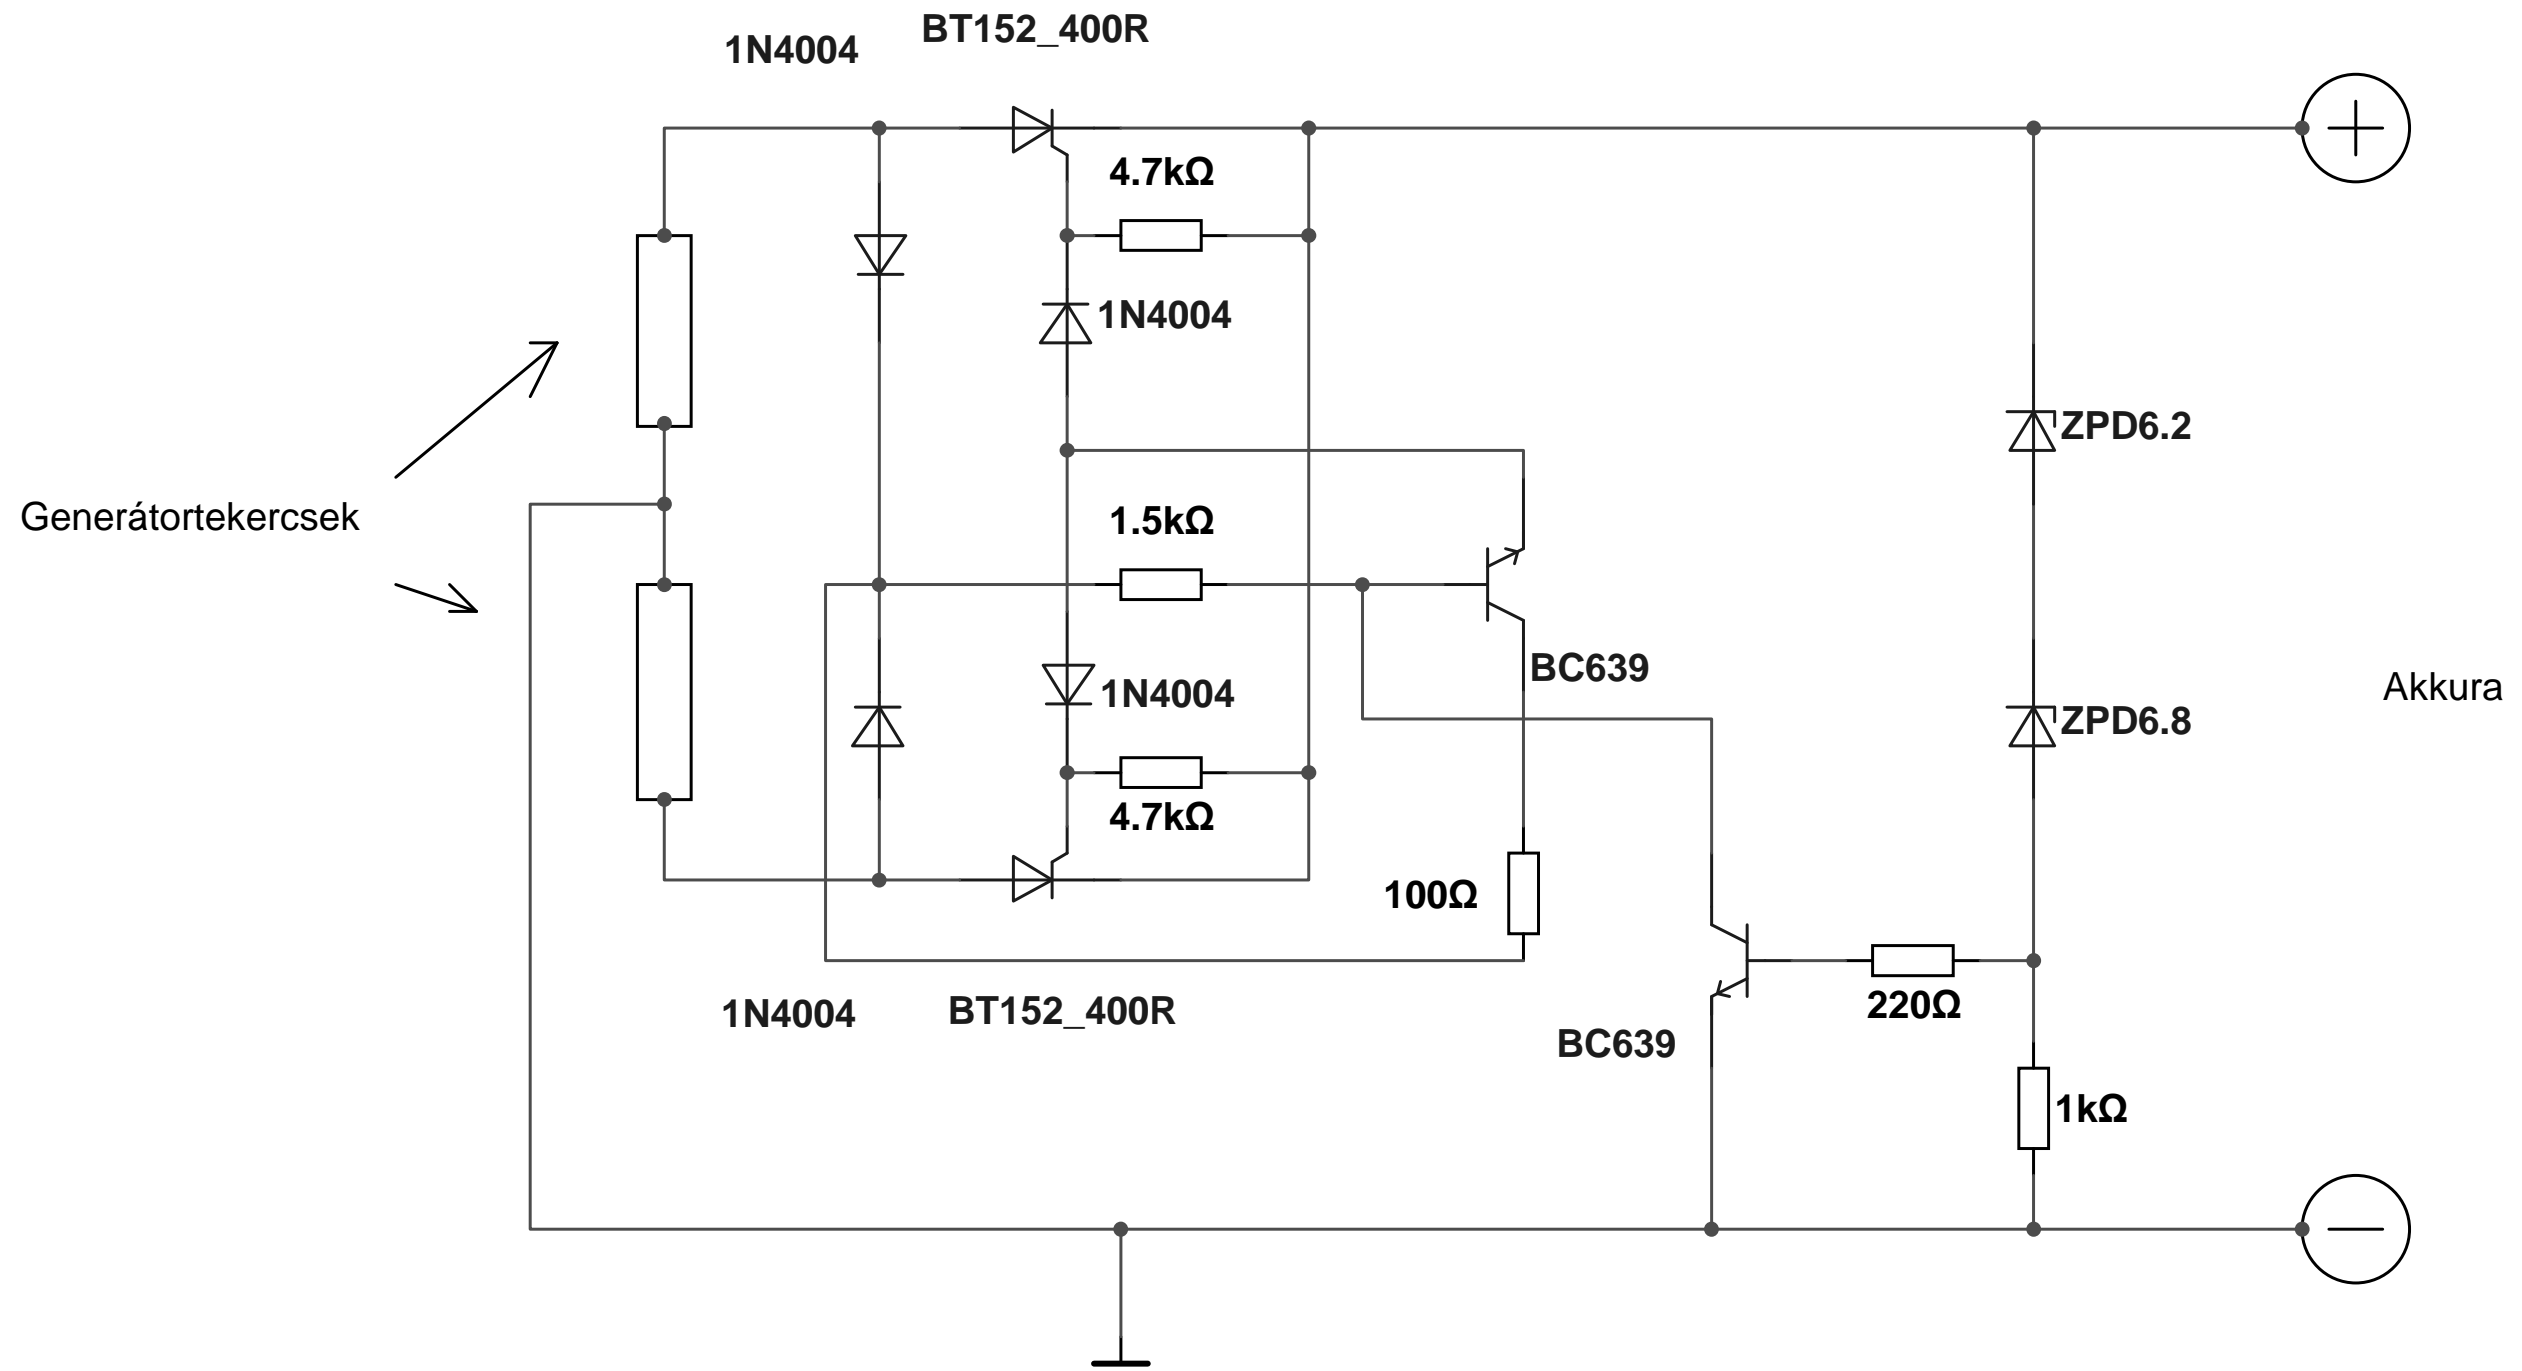 BT152_400R
1N4004
4.7kΩ
1N4004
ZPD6.2
Generátortekercsek
1.5kΩ
BC639
Akkura
1N4004
ZPD6.8
4.7kΩ
100Ω
220Ω
1N4004
BT152_400R
BC639
1kΩ